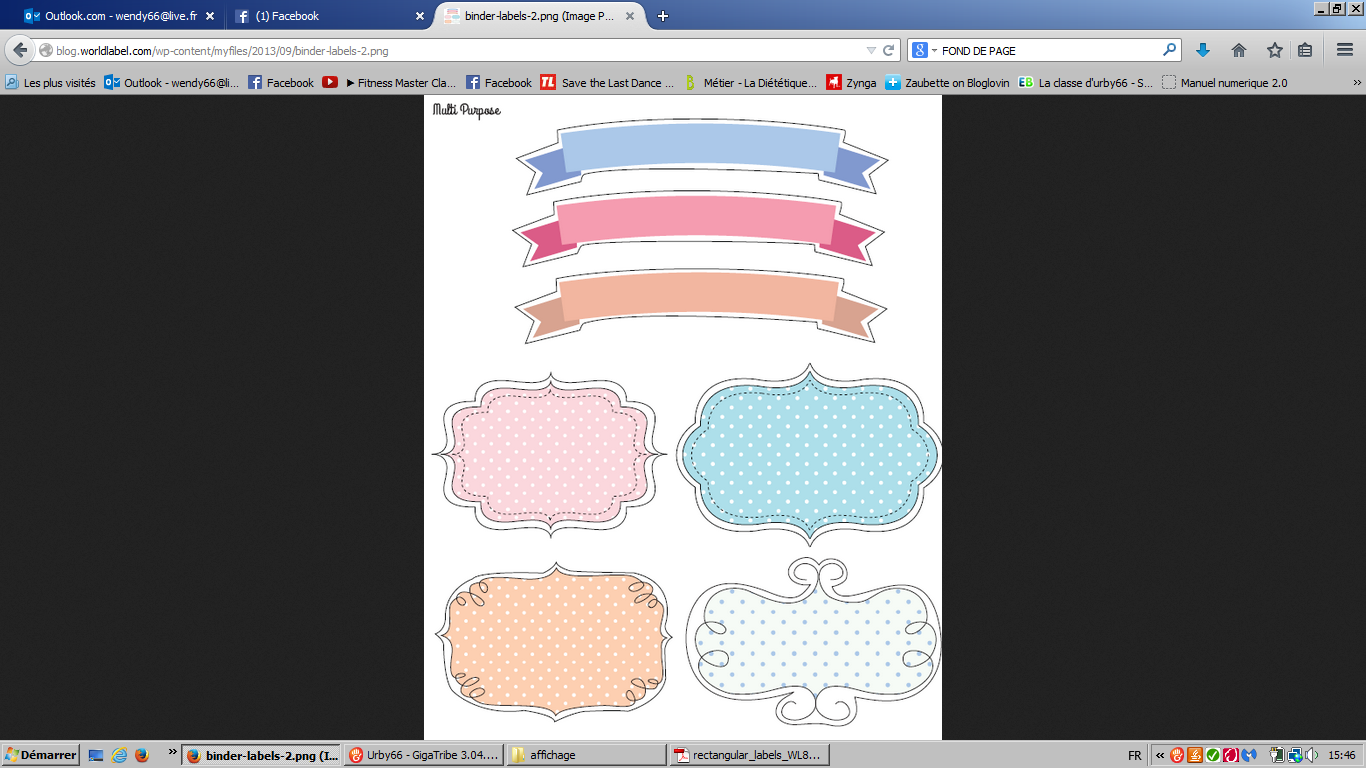 Outlook.com - wendy66@live.fr
(1) Facebook
binder-labels-2.png (Image P...
blog.worldlabel.com/wp-content/myfiles/2013/09/binder-labels-2.png
FOND DE PAGE
Les plus visités
Outlook - wendy66@li...
Facebook
► Fitness Master Cla...
Facebook
Save the Last Dance ...
Métier - La Diététique...
Zynga
Zaubette on Bloglovin
La classe d'urby66 - S...
Manuel numerique 2.0
Multi Purpose
Démarrer
binder-labels-2.png (I...
Urby66 - GigaTribe 3.04....
affichage
rectangular_labels_WL8...
FR
15:46